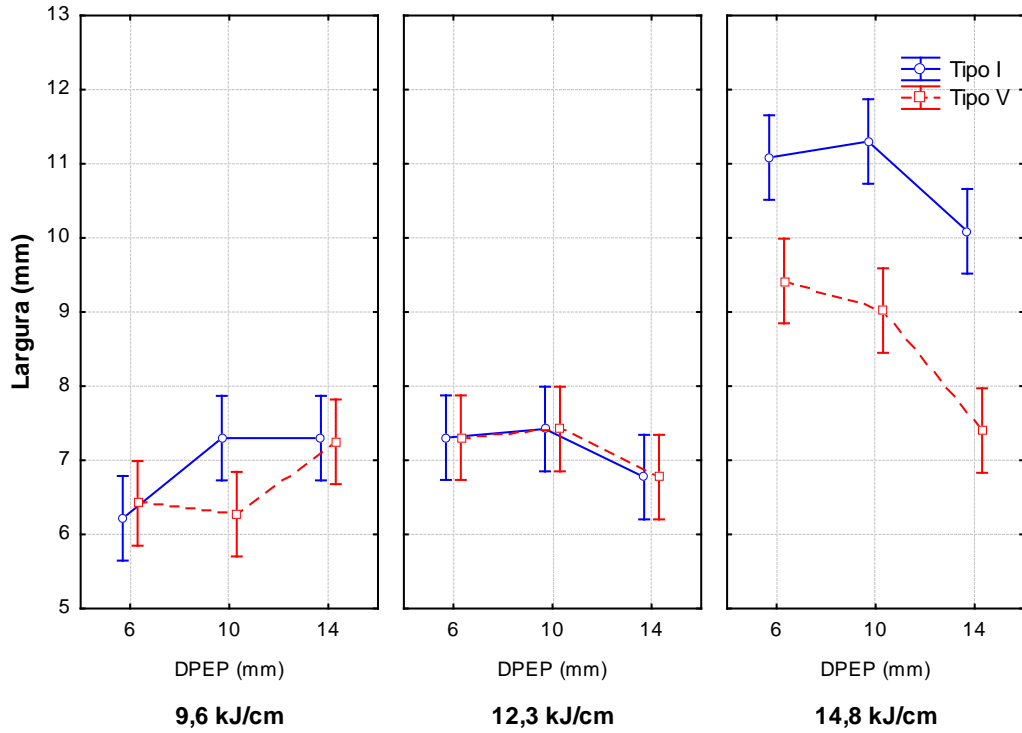 13
12
11
10
9
8
7
6
5
Largura (mm)
Tipo I
Tipo V
6 10 14
6 10 14
6 10 14
DPEP (mm)
DPEP (mm)
DPEP (mm)
9,6 kJ/cm
12,3 kJ/cm
14,8 kJ/cm